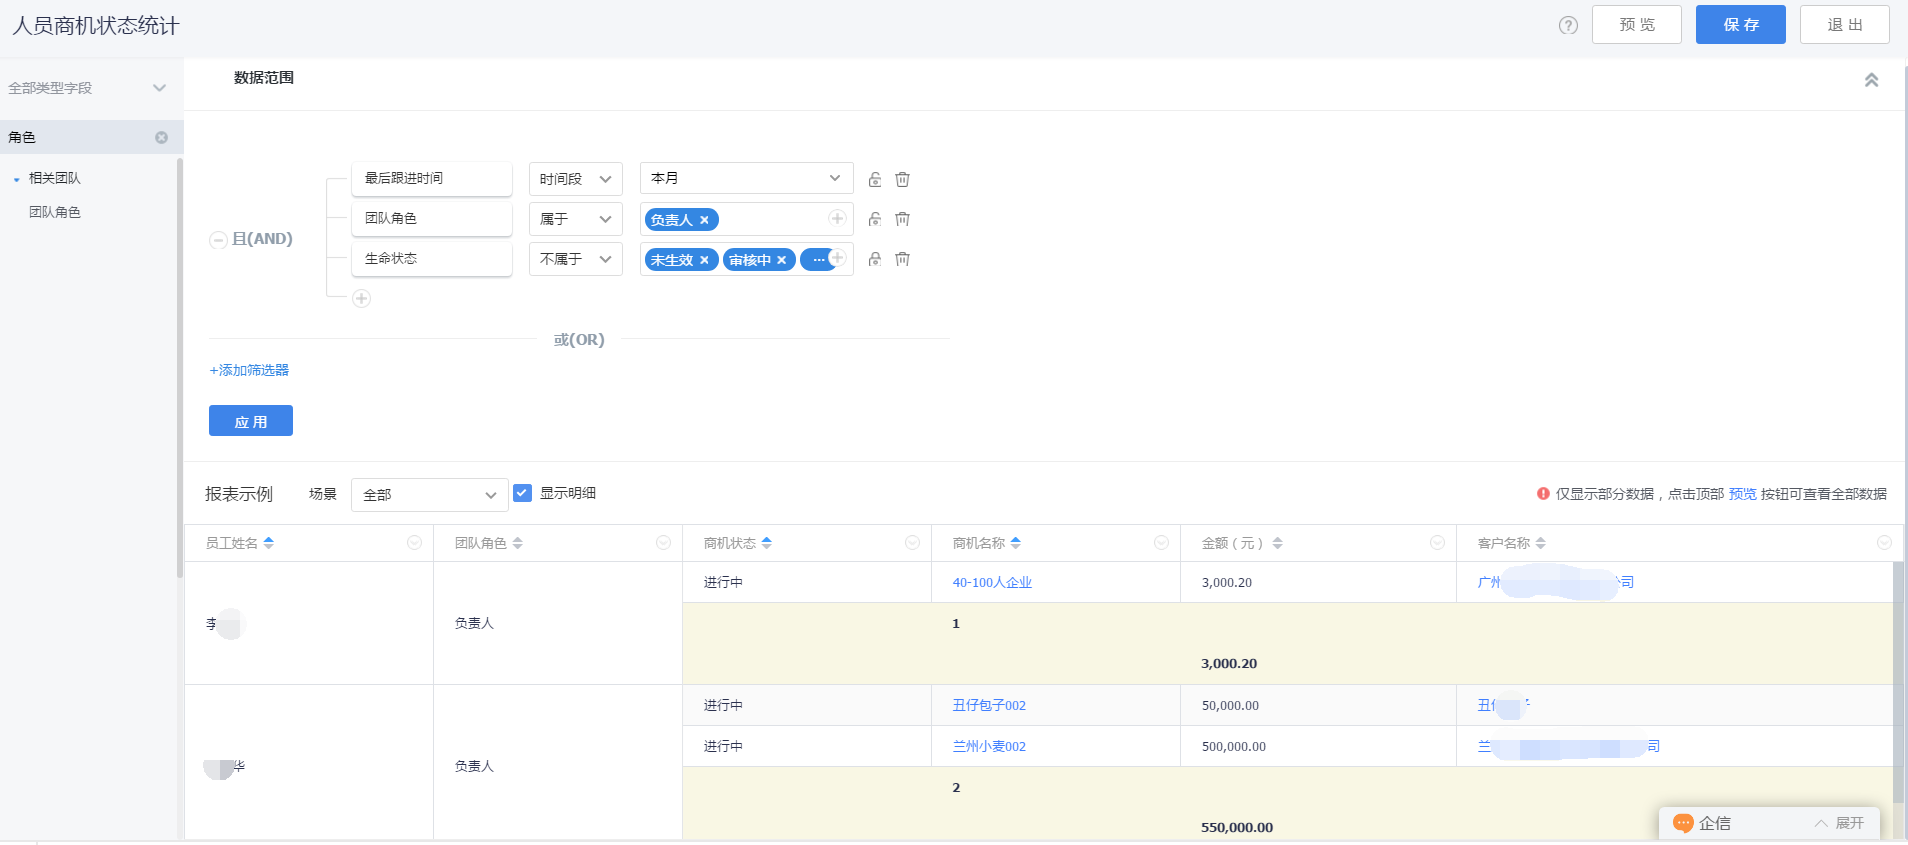 人员商机状态统计
预 览
保 存
退 出
全部类型字段
角色
相关团队
团队角色
数据范围
且(AND)
最后跟进时间 时间段 本月
团队角色 属于 负责人
生命状态 不属于 未生效 审核中 ...
或(OR)
+添加筛选器
应 用
报表示例 场景 全部 显示明细
仅显示部分数据，点击顶部 预览 按钮可查看全部数据
员工姓名 团队角色 商机状态 商机名称 金额（元） 客户名称
李 负责人
进行中 40-100人企业 3,000.20 广州 公司
1
3,000.20
华 负责人
进行中 丑仔包子002 50,000.00 丑仔 子
进行中 兰州小麦002 500,000.00 兰 司
2
550,000.00
企信 展开